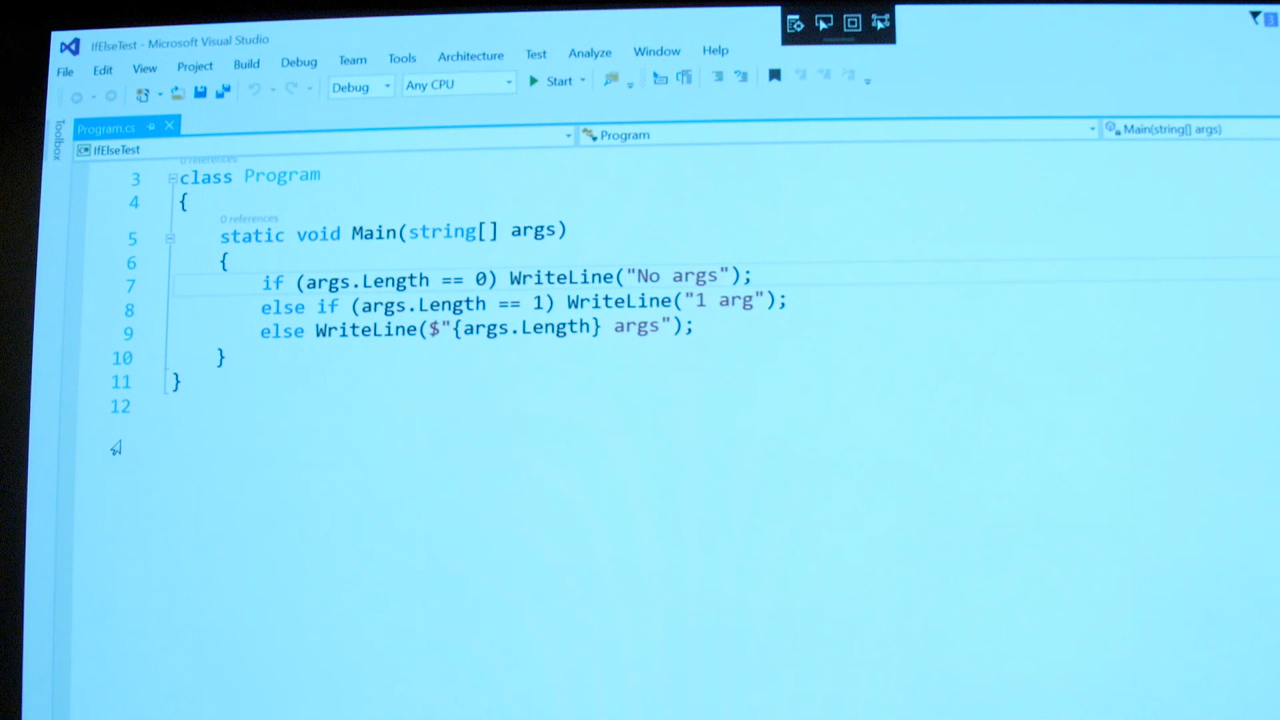 IfElseTest - Microsoft Visual Studio
File Edit View Project Build Debug Team Tools Architecture Test Analyze Window Help
Debug Any CPU Start
Toolbox
Program.cs
IfElseTest Program Main(string[] args)
0 references
3 class Program
4 {
0 references
5 static void Main(string[] args)
6 {
7 if (args.Length == 0) WriteLine("No args");
8 else if (args.Length == 1) WriteLine("1 arg");
9 else WriteLine($"{args.Length} args");
10 }
11 }
12